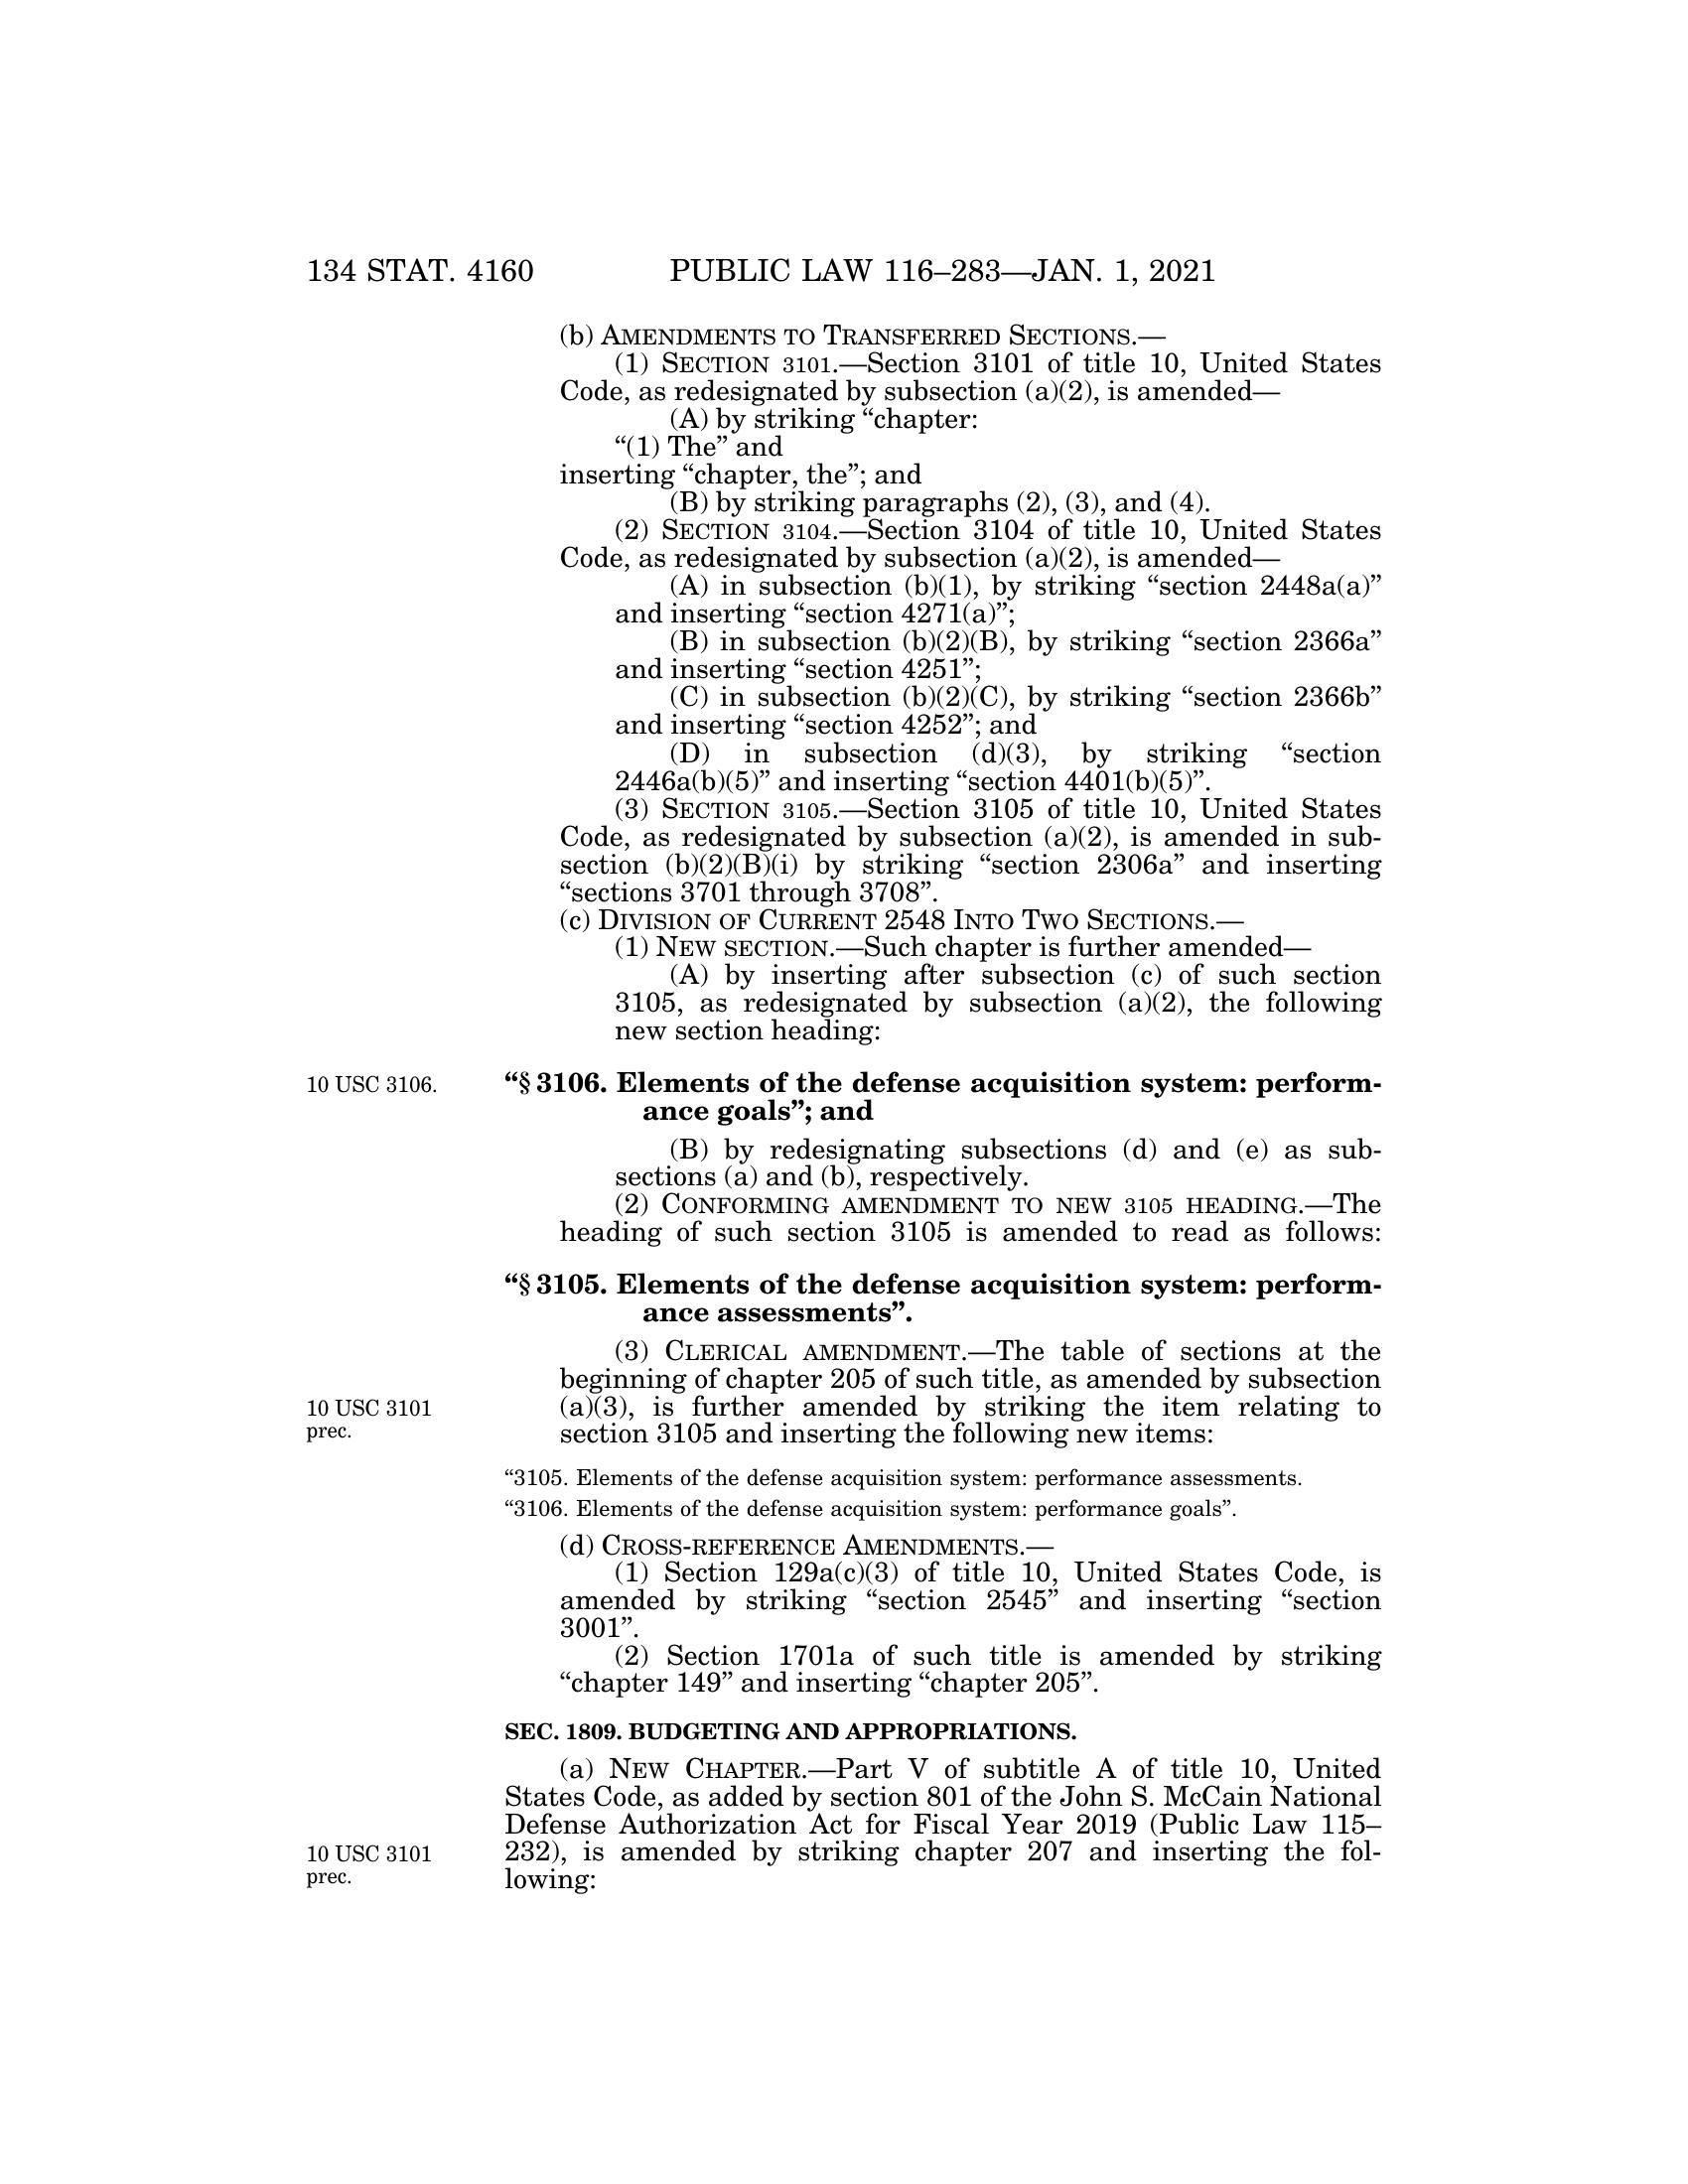 134 STAT. 4160 PUBLIC LAW 116–283—JAN. 1, 2021
(b) AMENDMENTS TO TRANSFERRED SECTIONS.—
(1) SECTION 3101.—Section 3101 of title 10, United States
Code, as redesignated by subsection (a)(2), is amended—
(A) by striking “chapter:
“(1) The” and
inserting “chapter, the”; and
(B) by striking paragraphs (2), (3), and (4).
(2) SECTION 3104.—Section 3104 of title 10, United States
Code, as redesignated by subsection (a)(2), is amended—
(A) in subsection (b)(1), by striking “section 2448a(a)”
and inserting “section 4271(a)”;
(B) in subsection (b)(2)(B), by striking “section 2366a”
and inserting “section 4251”;
(C) in subsection (b)(2)(C), by striking “section 2366b”
and inserting “section 4252”; and
(D) in subsection (d)(3), by striking “section
2446a(b)(5)” and inserting “section 4401(b)(5)”.
(3) SECTION 3105.—Section 3105 of title 10, United States
Code, as redesignated by subsection (a)(2), is amended in sub-
section (b)(2)(B)(i) by striking “section 2306a” and inserting
“sections 3701 through 3708”.
(c) DIVISION OF CURRENT 2548 INTO TWO SECTIONS.—
(1) NEW SECTION.—Such chapter is further amended—
(A) by inserting after subsection (c) of such section
3105, as redesignated by subsection (a)(2), the following
new section heading:
10 USC 3106.
“§ 3106. Elements of the defense acquisition system: perform-
ance goals”; and
(B) by redesignating subsections (d) and (e) as sub-
sections (a) and (b), respectively.
(2) CONFORMING AMENDMENT TO NEW 3105 HEADING.—The
heading of such section 3105 is amended to read as follows:
“§ 3105. Elements of the defense acquisition system: perform-
ance assessments”.
(3) CLERICAL AMENDMENT.—The table of sections at the
beginning of chapter 205 of such title, as amended by subsection
(a)(3), is further amended by striking the item relating to
section 3105 and inserting the following new items:
10 USC 3101
prec.
“3105. Elements of the defense acquisition system: performance assessments.
“3106. Elements of the defense acquisition system: performance goals”.
(d) CROSS-REFERENCE AMENDMENTS.—
(1) Section 129a(c)(3) of title 10, United States Code, is
amended by striking “section 2545” and inserting “section
3001”.
(2) Section 1701a of such title is amended by striking
“chapter 149” and inserting “chapter 205”.
SEC. 1809. BUDGETING AND APPROPRIATIONS.
(a) NEW CHAPTER.—Part V of subtitle A of title 10, United
States Code, as added by section 801 of the John S. McCain National
Defense Authorization Act for Fiscal Year 2019 (Public Law 115–
232), is amended by striking chapter 207 and inserting the fol-
lowing:
10 USC 3101
prec.